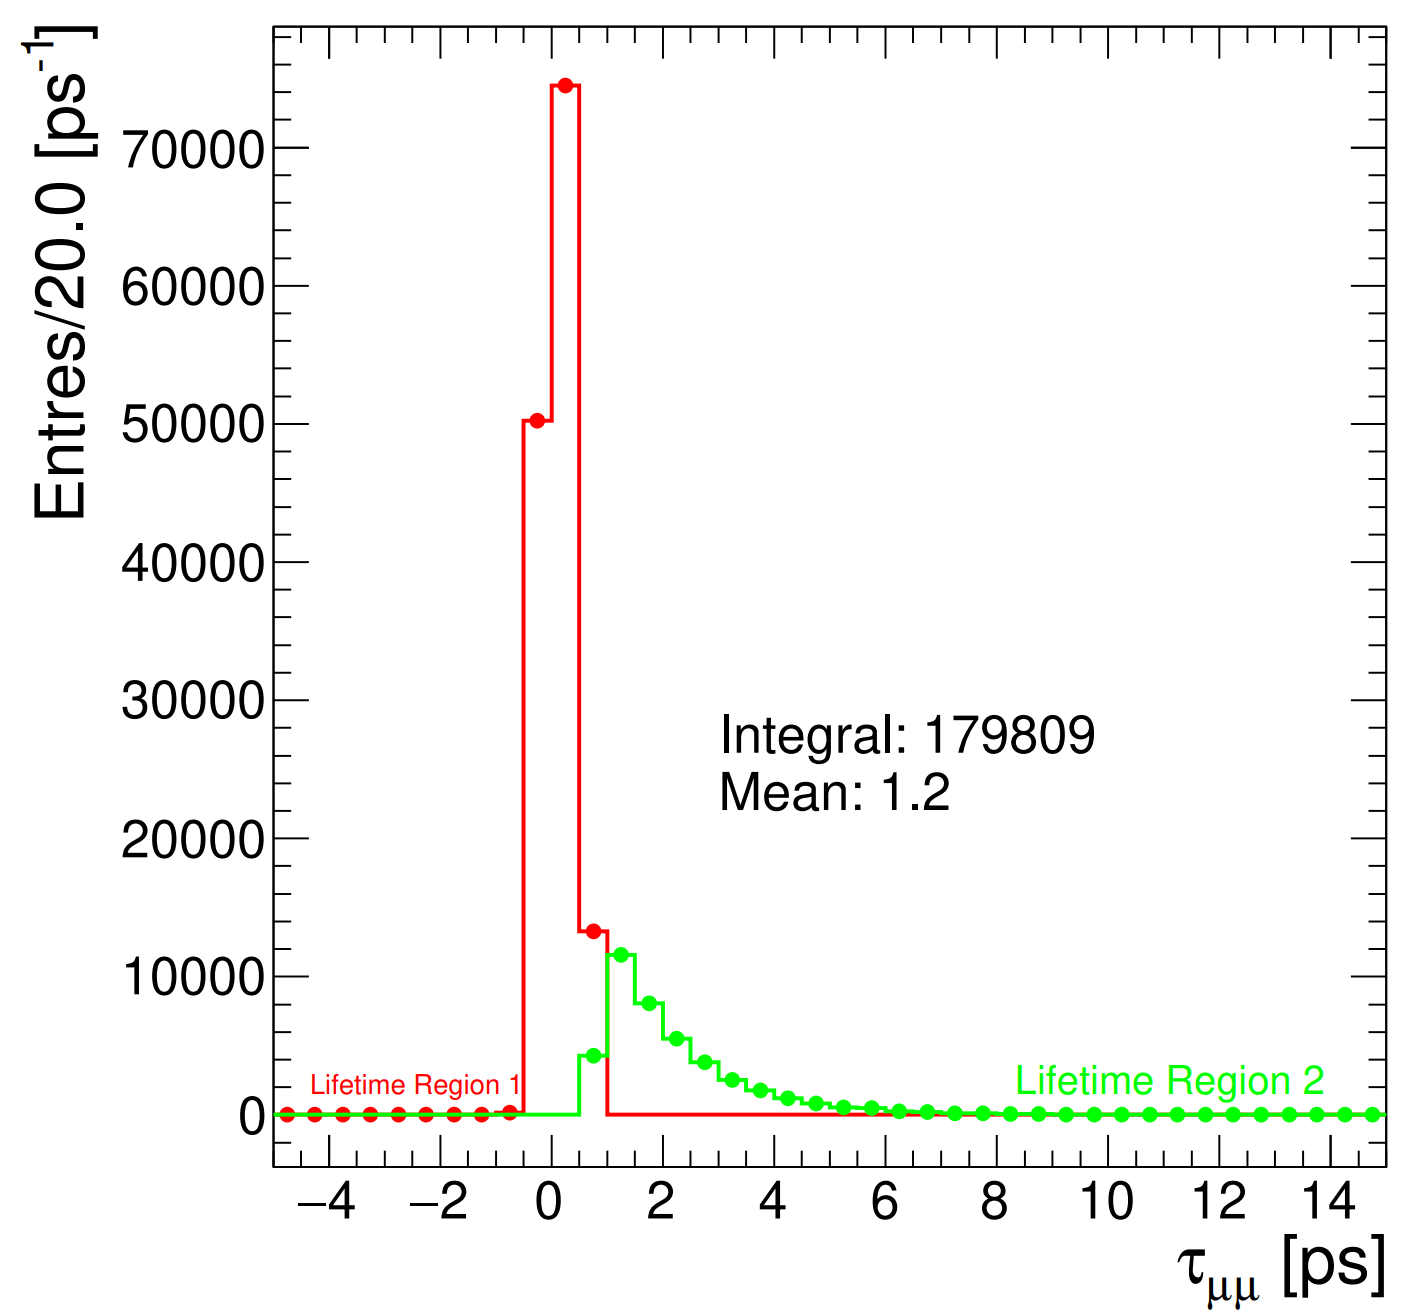 Entres/20.0 [ps⁻¹]
70000
60000
50000
40000
30000
20000
10000
0
Integral: 179809
Mean: 1.2
Lifetime Region 1
Lifetime Region 2
−4 −2 0 2 4 6 8 10 12 14
τμμ [ps]